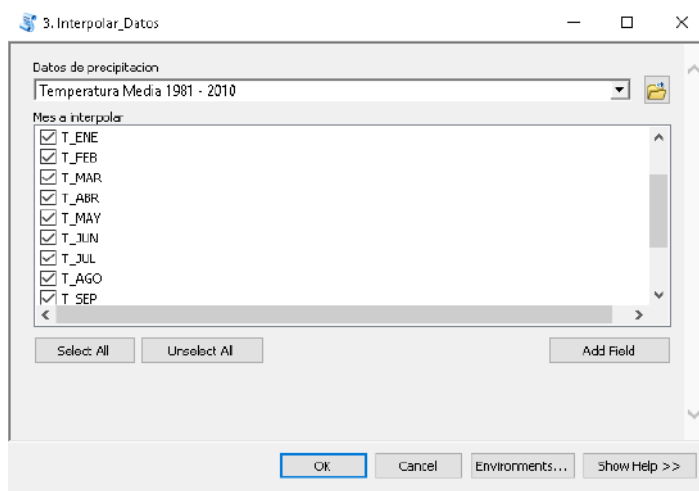 3. Interpolar_Datos
Datos de precipitacion
Temperatura Media 1981 - 2010
Mes a interpolar
T_ENE
T_FEB
T_MAR
T_ABR
T_MAY
T_JUN
T_JUL
T_AGO
T_SEP
Select All Unselect All Add Field
OK Cancel Environments... Show Help >>